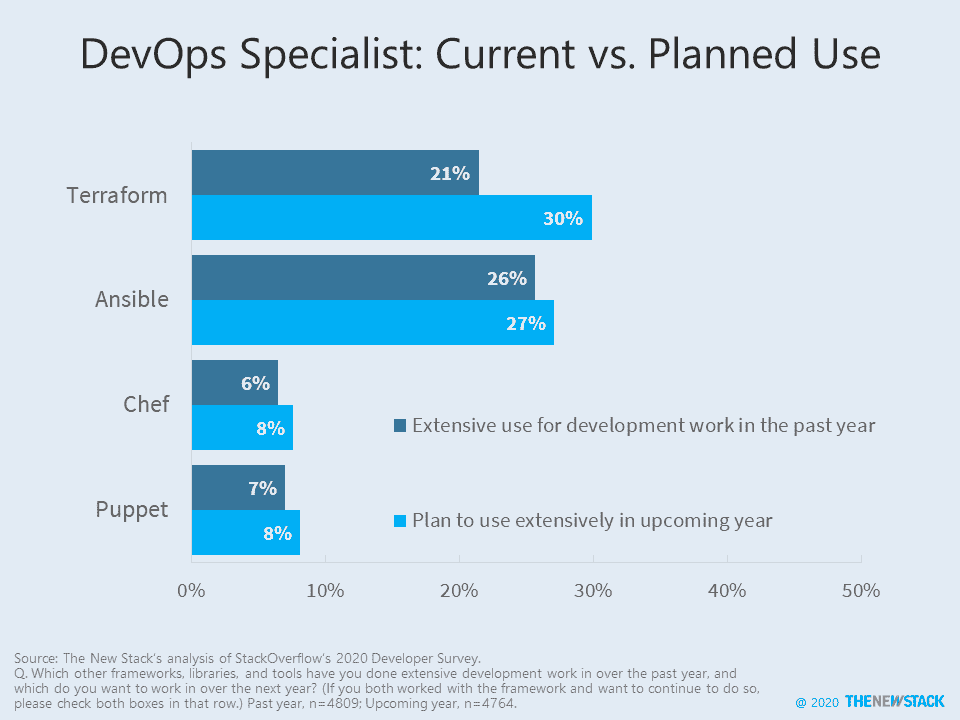 DevOps Specialist: Current vs. Planned Use
Terraform
21%
30%
Ansible
26%
27%
Chef
6%
8%
Extensive use for development work in the past year
Puppet
7%
8%
Plan to use extensively in upcoming year
0% 10% 20% 30% 40% 50%
Source: The New Stack's analysis of StackOverflow's 2020 Developer Survey.
Q. Which other frameworks, libraries, and tools have you done extensive development work in over the past year, and
which do you want to work in over the next year? (If you both worked with the framework and want to continue to do so,
please check both boxes in that row.) Past year, n=4809; Upcoming year, n=4764.
@ 2020 THENEWSTACK